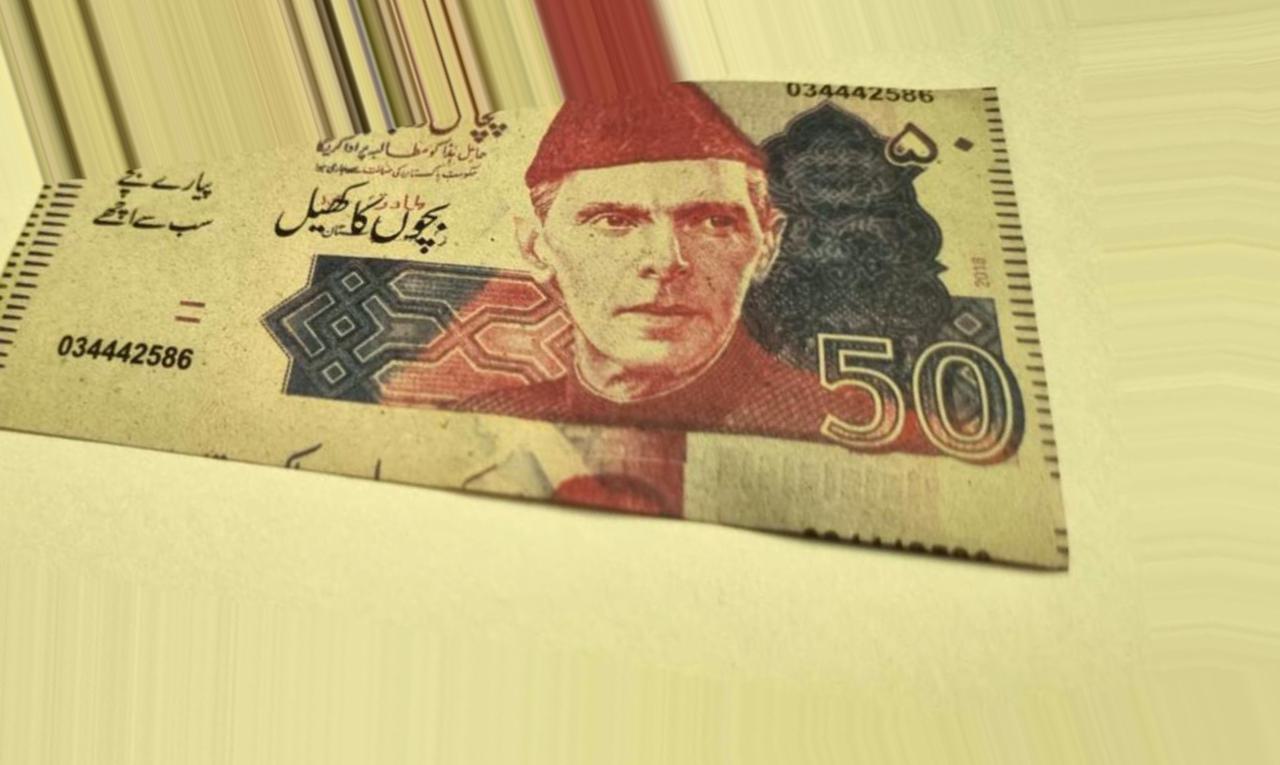 034442586
۵۰
پچاس
حامل ہٰذا کو مطالبہ پر ادا کریگا
پیارے بچے
سب سے اچھے
بچوں کا کھیل
2018
034442586
50